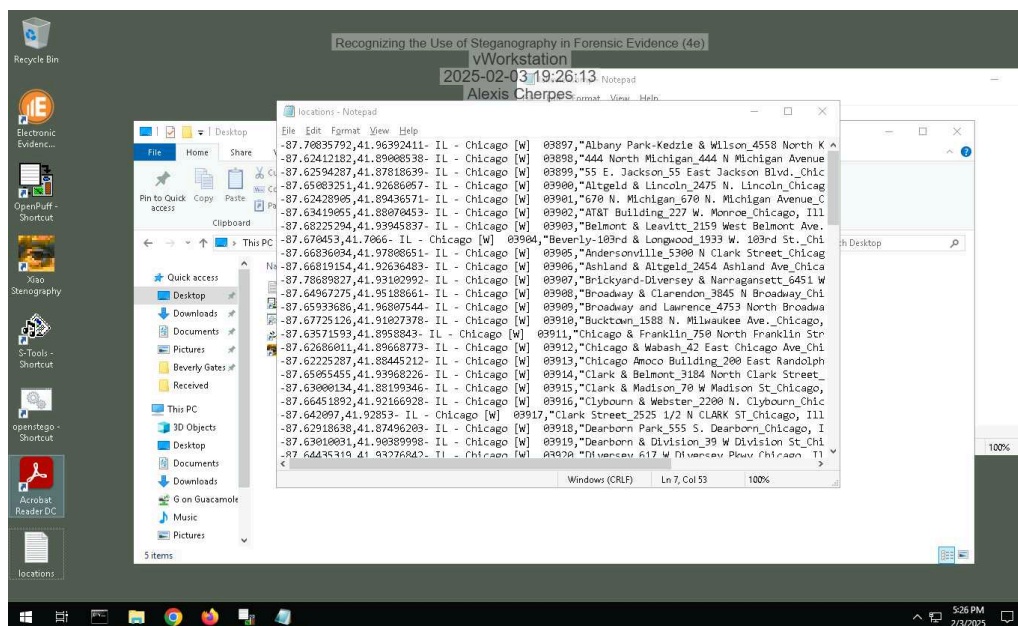 Recycle Bin
Electronic
Evidenc...
OpenPuff -
Shortcut
Xiao
Stenography
S-Tools -
Shortcut
openstego -
Shortcut
Acrobat
Reader DC
locations
Recognizing the Use of Steganography in Forensic Evidence (4e)
vWorkstation
2025-02-03 19:26:13
Alexis Cherpes
Notepad
Format View Help
100%
Desktop
File Home Share
Pin to Quick access
Copy
Paste
Clipboard
This PC
Desktop
Quick access
Desktop
Downloads
Documents
Pictures
Beverly Gates
Received
This PC
3D Objects
Desktop
Documents
Downloads
G on Guacamole
Music
Pictures
5 items
locations - Notepad
File Edit Format View Help
-87.70835792,41.96392411- IL - Chicago [W] 03897,"Albany Park-Kedzie & Wilson_4558 North K
-87.62412182,41.89008538- IL - Chicago [W] 03898,"444 North Michigan_444 N Michigan Avenue
-87.62594287,41.87818639- IL - Chicago [W] 03899,"55 E. Jackson_55 East Jackson Blvd._Chic
-87.65083251,41.92686057- IL - Chicago [W] 03900,"Altgeld & Lincoln_2475 N. Lincoln_Chicag
-87.62428905,41.89436571- IL - Chicago [W] 03901,"670 N. Michigan_670 N. Michigan Avenue_C
-87.63419055,41.88070453- IL - Chicago [W] 03902,"AT&T Building_227 W. Monroe_Chicago, Ill
-87.68225294,41.93945837- IL - Chicago [W] 03903,"Belmont & Leavitt_2159 West Belmont Ave.
-87.670453,41.7066- IL - Chicago [W] 03904,"Beverly-103rd & Longwood_1933 W. 103rd St._Chi
-87.66836034,41.97808651- IL - Chicago [W] 03905,"Andersonville_5300 N Clark Street_Chicag
-87.66819154,41.92636483- IL - Chicago [W] 03906,"Ashland & Altgeld_2454 Ashland Ave_Chica
-87.78689827,41.93102992- IL - Chicago [W] 03907,"Brickyard-Diversey & Narragansett_6451 W
-87.64967275,41.95188661- IL - Chicago [W] 03908,"Broadway & Clarendon_3845 N Broadway_Chi
-87.65933686,41.96807544- IL - Chicago [W] 03909,"Broadway and Lawrence_4753 North Broadwa
-87.67725126,41.91027378- IL - Chicago [W] 03910,"Bucktown_1588 N. Milwaukee Ave._Chicago,
-87.63571593,41.8958843- IL - Chicago [W] 03911,"Chicago & Franklin_750 North Franklin Str
-87.62686011,41.89668773- IL - Chicago [W] 03912,"Chicago & Wabash_42 East Chicago Ave_Chi
-87.62225287,41.88445212- IL - Chicago [W] 03913,"Chicago Amoco Building_200 East Randolph
-87.65055455,41.93968226- IL - Chicago [W] 03914,"Clark & Belmont_3184 North Clark Street_
-87.63000134,41.88199346- IL - Chicago [W] 03915,"Clark & Madison_70 W Madison St_Chicago,
-87.66451892,41.92166928- IL - Chicago [W] 03916,"Clybourn & Webster_2200 N. Clybourn_Chic
-87.642097,41.92853- IL - Chicago [W] 03917,"Clark Street_2525 1/2 N CLARK ST_Chicago, Ill
-87.62918638,41.87496203- IL - Chicago [W] 03918,"Dearborn Park_555 S. Dearborn_Chicago, I
-87.63010031,41.90389998- IL - Chicago [W] 03919,"Dearborn & Division_39 W Division St_Chi
-87.64435319,41.93276842- IL - Chicago [W] 03920,"Diversey_617 W Diversey Pkwy_Chicago, Il
Windows (CRLF) Ln 7, Col 53 100%
5:26 PM
2/3/2025